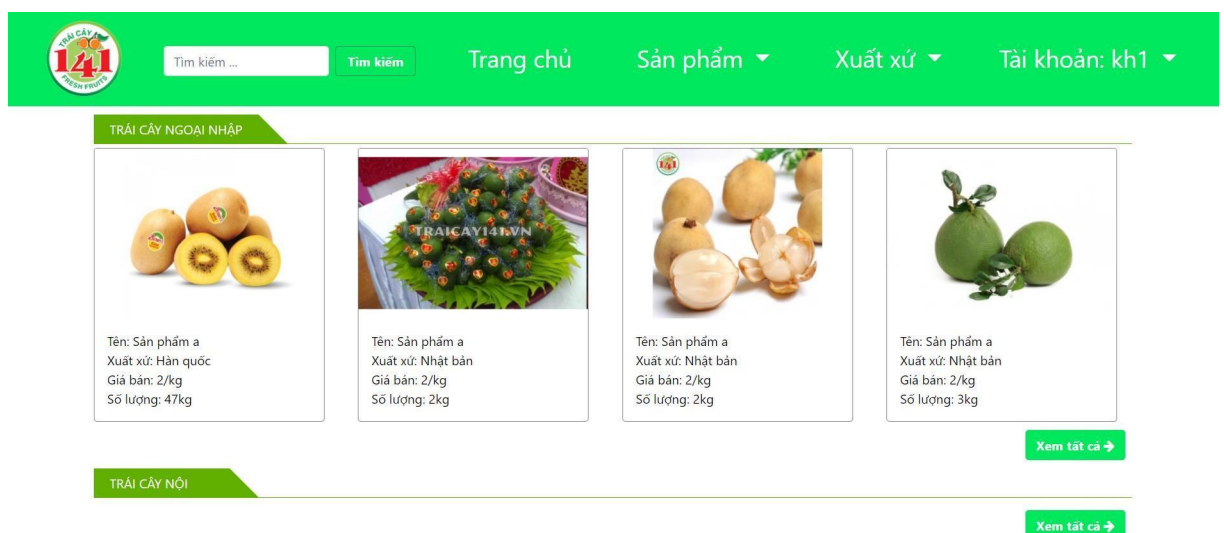 TRÁI CÂY
141
FRESH FRUITS
Tìm kiếm ...
Tìm kiếm
Trang chủ
Sản phẩm
Xuất xứ
Tài khoản: kh1
TRÁI CÂY NGOẠI NHẬP
TRAICAY141.VN
141
Tên: Sản phẩm a
Xuất xứ: Hàn quốc
Giá bán: 2/kg
Số lượng: 47kg
Tên: Sản phẩm a
Xuất xứ: Nhật bản
Giá bán: 2/kg
Số lượng: 2kg
Tên: Sản phẩm a
Xuất xứ: Nhật bản
Giá bán: 2/kg
Số lượng: 2kg
Tên: Sản phẩm a
Xuất xứ: Nhật bản
Giá bán: 2/kg
Số lượng: 3kg
Xem tất cả
TRÁI CÂY NỘI
Xem tất cả